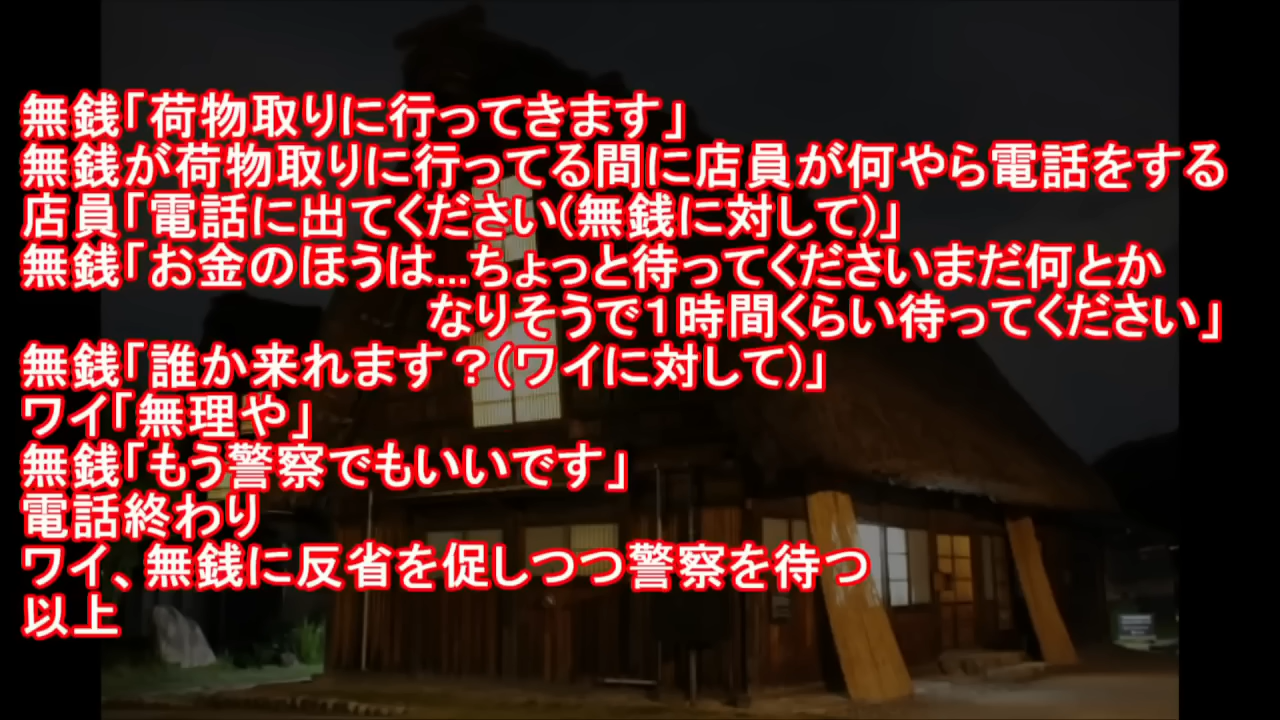 無銭「荷物取りに行ってきます」
無銭が荷物取りに行ってる間に店員が何やら電話をする
店員「電話に出てください(無銭に対して)」
無銭「お金のほうは...ちょっと待ってくださいまだ何とか
なりそうで１時間くらい待ってください」
無銭「誰か来れます？(ワイに対して)」
ワイ「無理や」
無銭「もう警察でもいいです」
電話終わり
ワイ、無銭に反省を促しつつ警察を待つ
以上